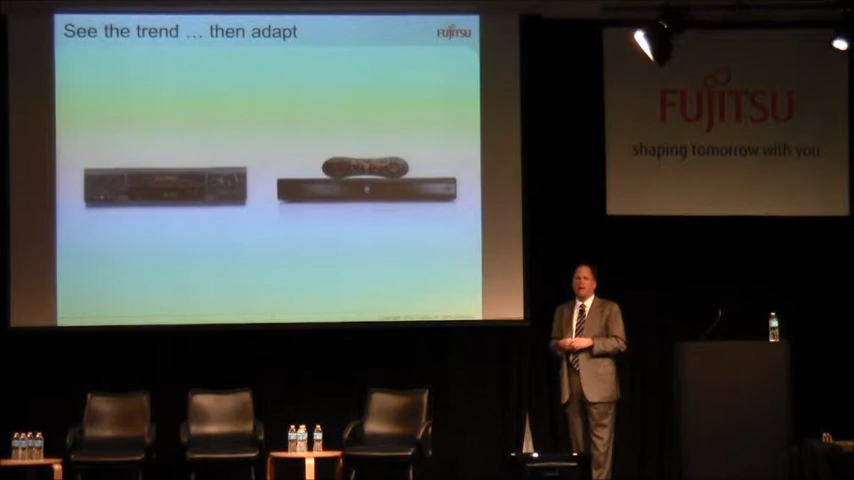 See the trend ... then adapt
FUJITSU
FUJITSU
shaping tomorrow with you